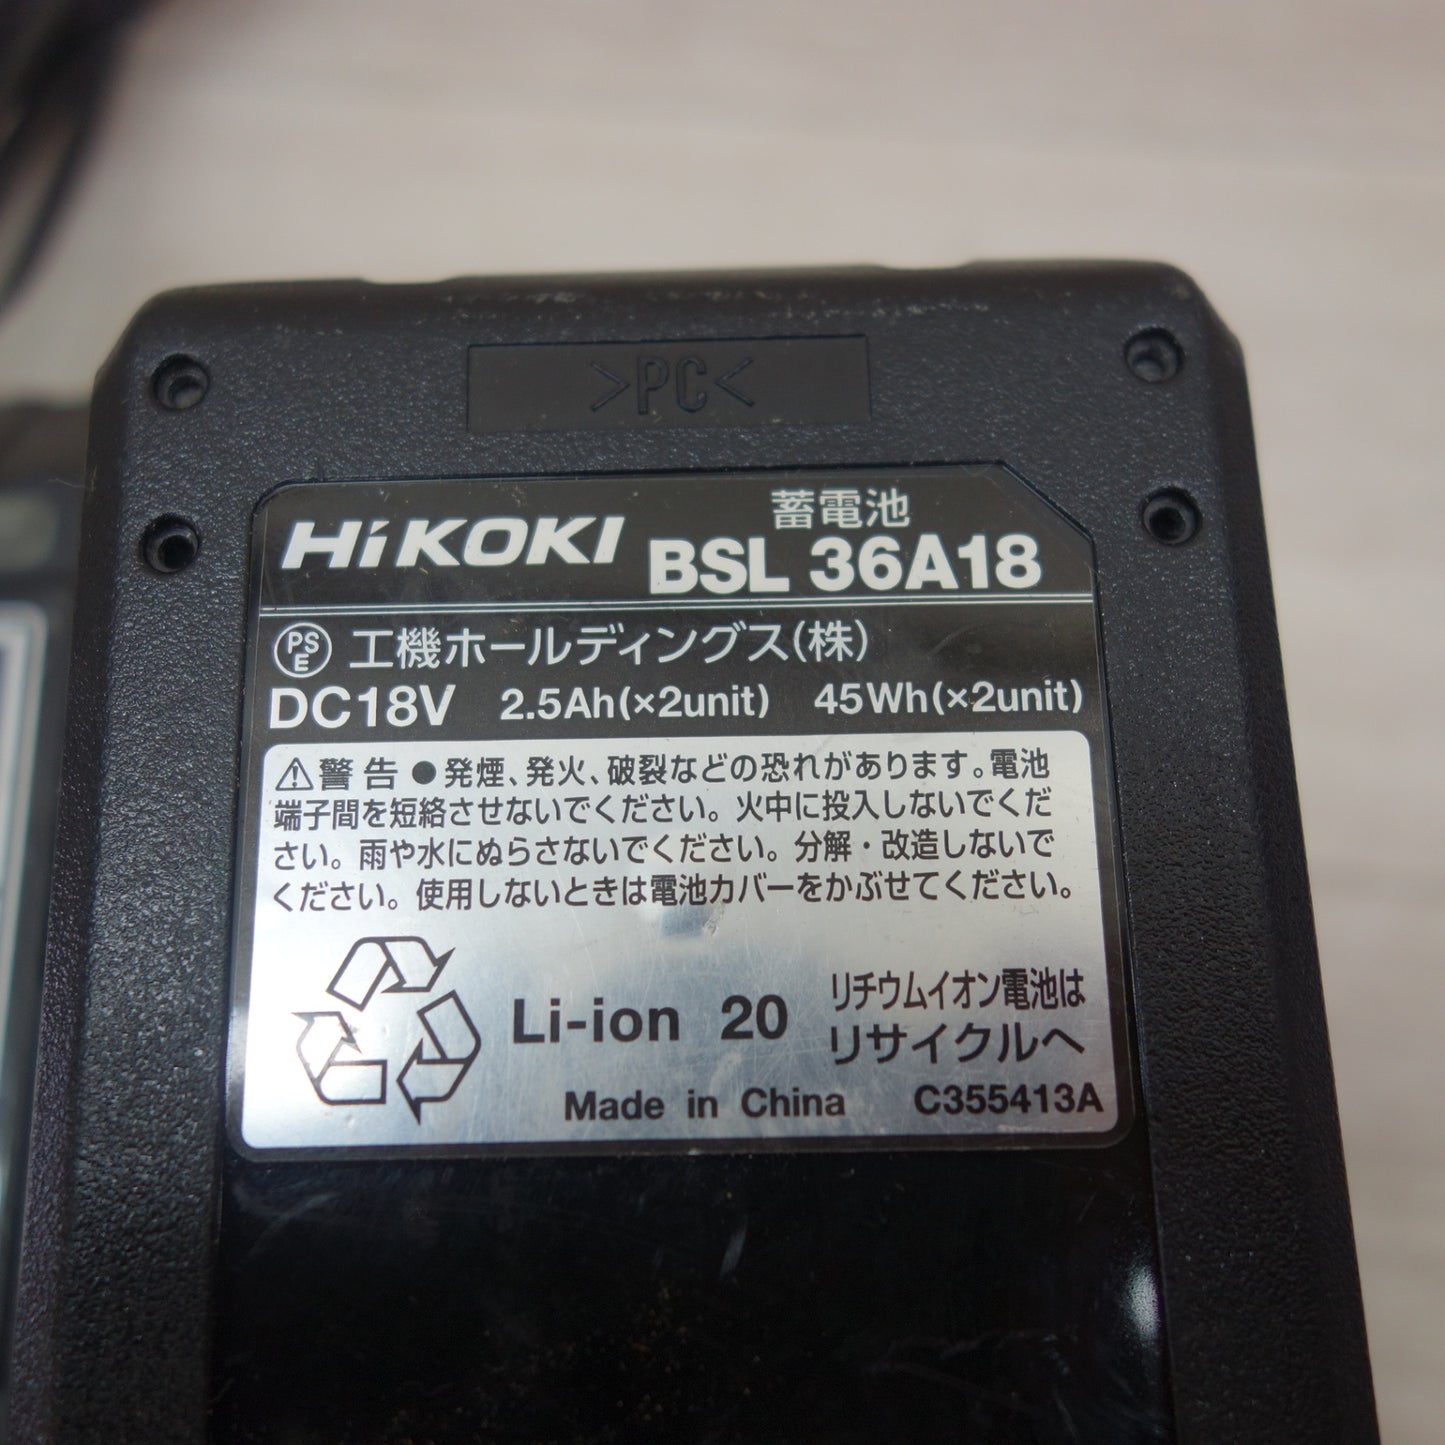 >PC<
HiKOKI 蓄電池
BSL 36A18
PSE 工機ホールディングス(株)
DC18V 2.5Ah(×2unit) 45Wh(×2unit)
⚠警告 ●発煙、発火、破裂などの恐れがあります。電池
端子間を短絡させないでください。火中に投入しないでくだ
さい。雨や水にぬらさないでください。分解・改造しないで
ください。使用しないときは電池カバーをかぶせてください。
Li-ion 20 リチウムイオン電池は
リサイクルへ
Made in China C355413A